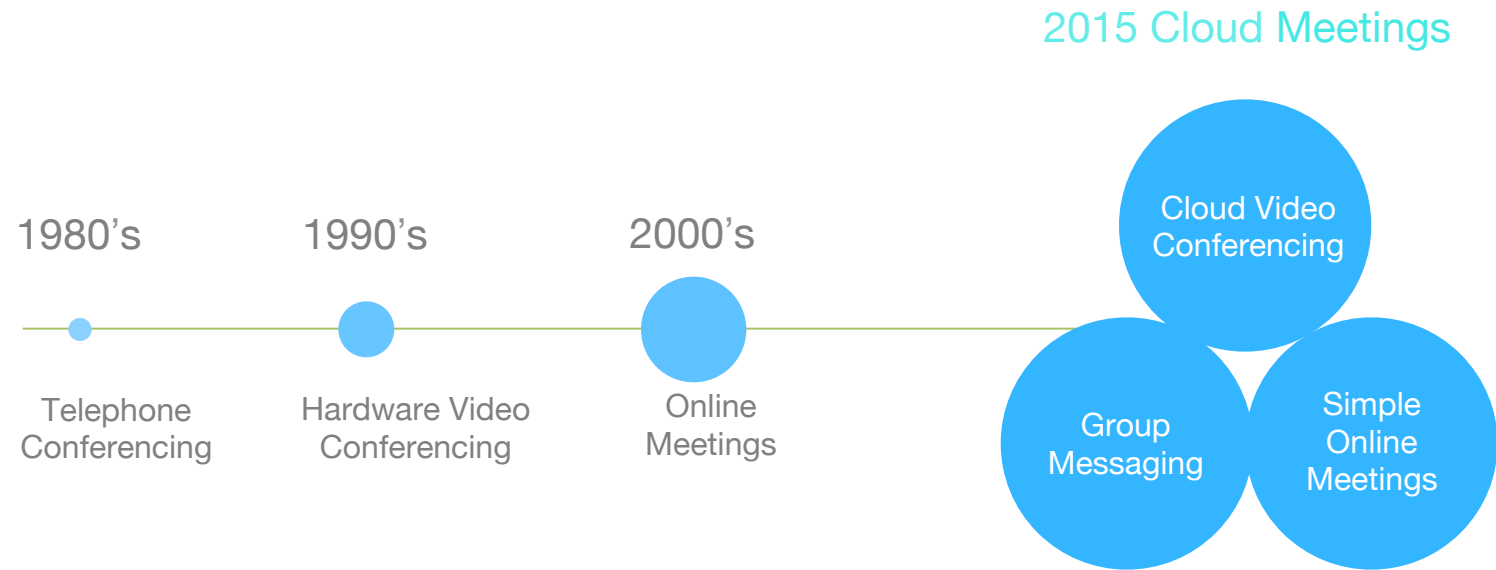 2015 Cloud Meetings
1980’s
1990’s
2000’s
Telephone
Conferencing
Hardware Video
Conferencing
Online
Meetings
Cloud Video
Conferencing
Group
Messaging
Simple
Online
Meetings